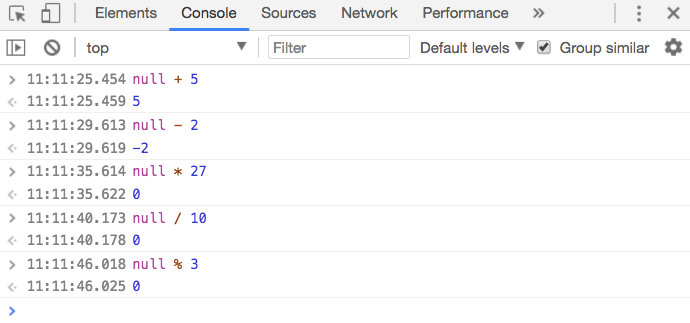 Elements Console Sources Network Performance »
top Filter Default levels ▼ Group similar
> 11:11:25.454 null + 5
11:11:25.459 5
> 11:11:29.613 null - 2
11:11:29.619 -2
> 11:11:35.614 null * 27
11:11:35.622 0
> 11:11:40.173 null / 10
11:11:40.178 0
> 11:11:46.018 null % 3
11:11:46.025 0
>